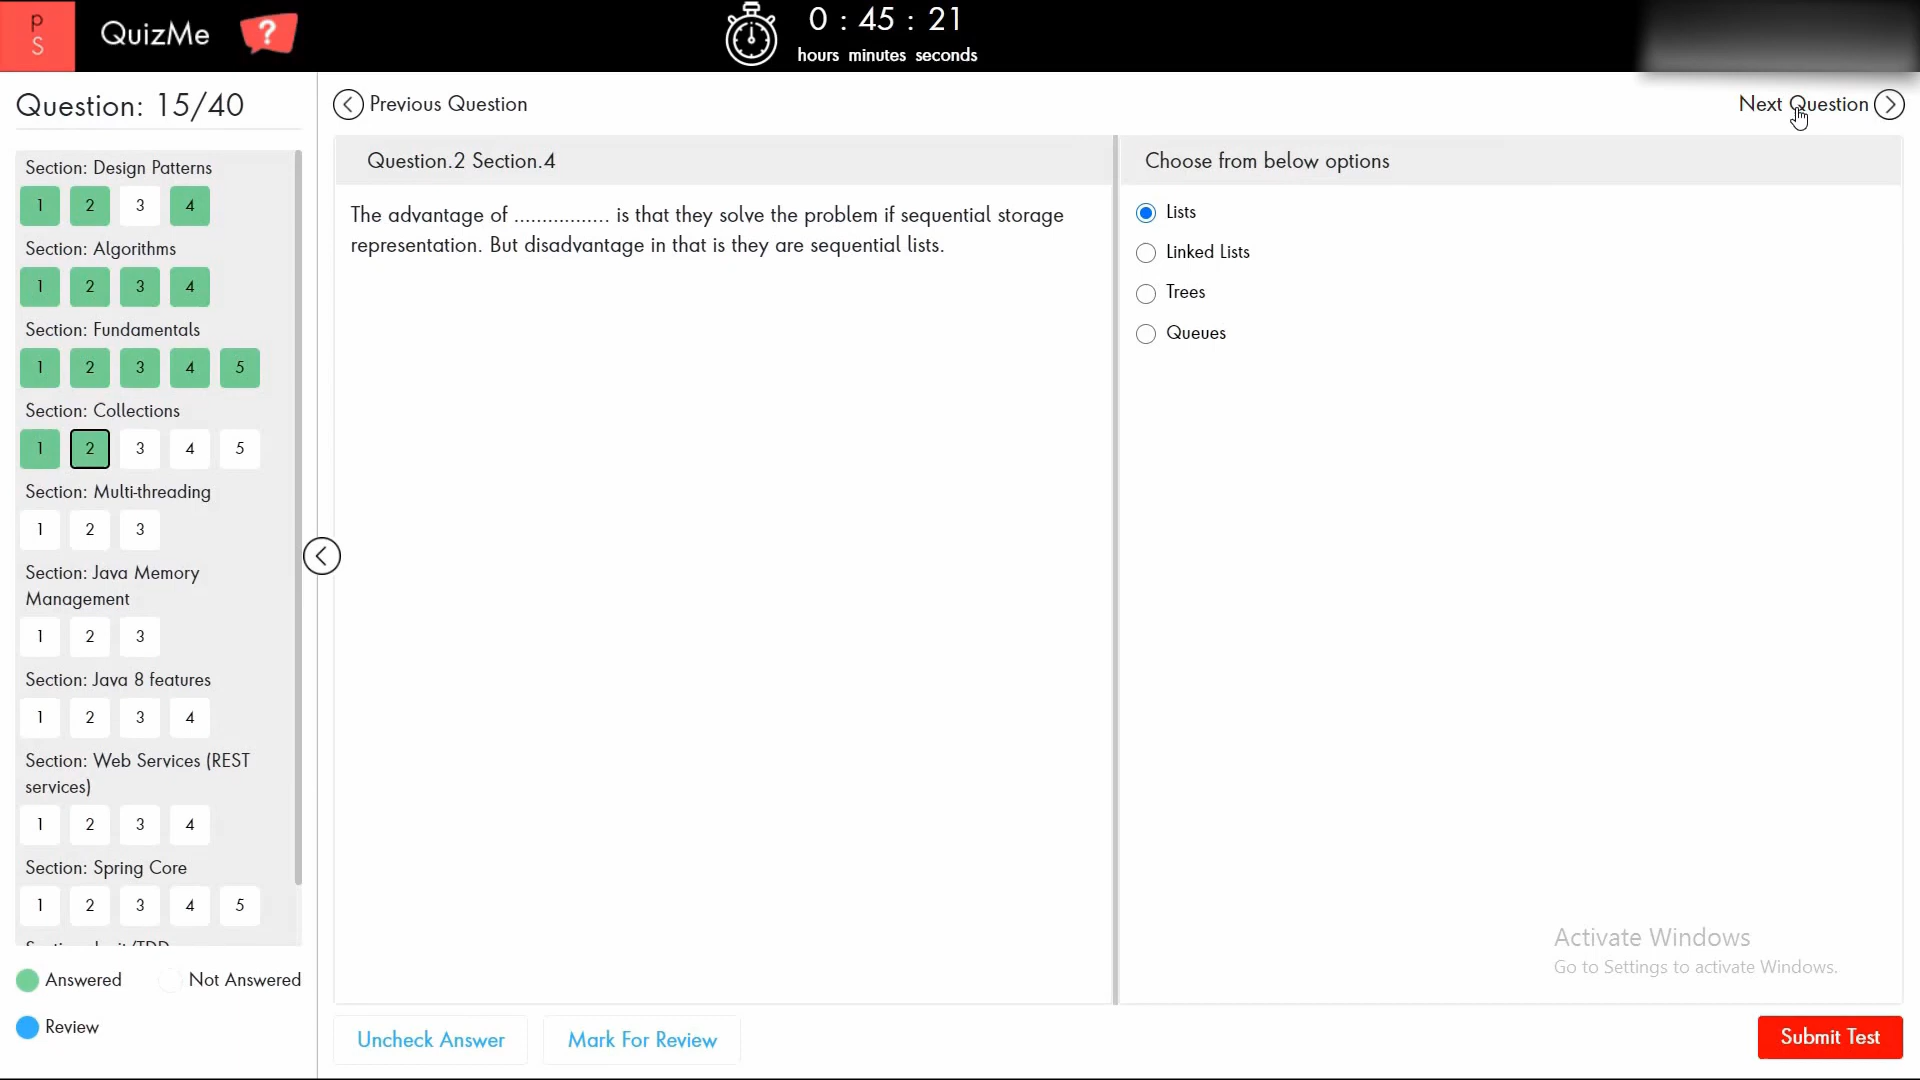 p
S
QuizMe
?
0 : 45 : 21
hours minutes seconds
Question: 15/40
Previous Question
Next Question
Section: Design Patterns
1 2 3 4
Section: Algorithms
1 2 3 4
Section: Fundamentals
1 2 3 4 5
Section: Collections
1 2 3 4 5
Section: Multi-threading
1 2 3
Section: Java Memory
Management
1 2 3
Section: Java 8 features
1 2 3 4
Section: Web Services (REST
services)
1 2 3 4
Section: Spring Core
1 2 3 4 5
Answered Not Answered
Review
Question.2 Section.4
The advantage of ................. is that they solve the problem if sequential storage
representation. But disadvantage in that is they are sequential lists.
Choose from below options
Lists
Linked Lists
Trees
Queues
Activate Windows
Go to Settings to activate Windows.
Uncheck Answer
Mark For Review
Submit Test